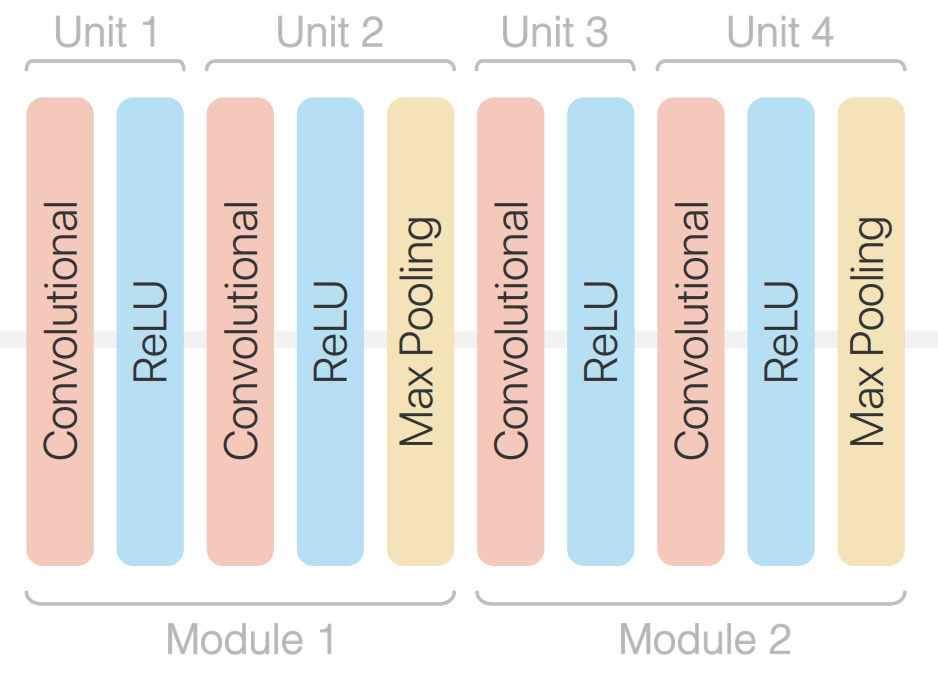 Unit 1
Unit 2
Unit 3
Unit 4
Convolutional
ReLU
Convolutional
ReLU
Max Pooling
Convolutional
ReLU
Convolutional
ReLU
Max Pooling
Module 1
Module 2